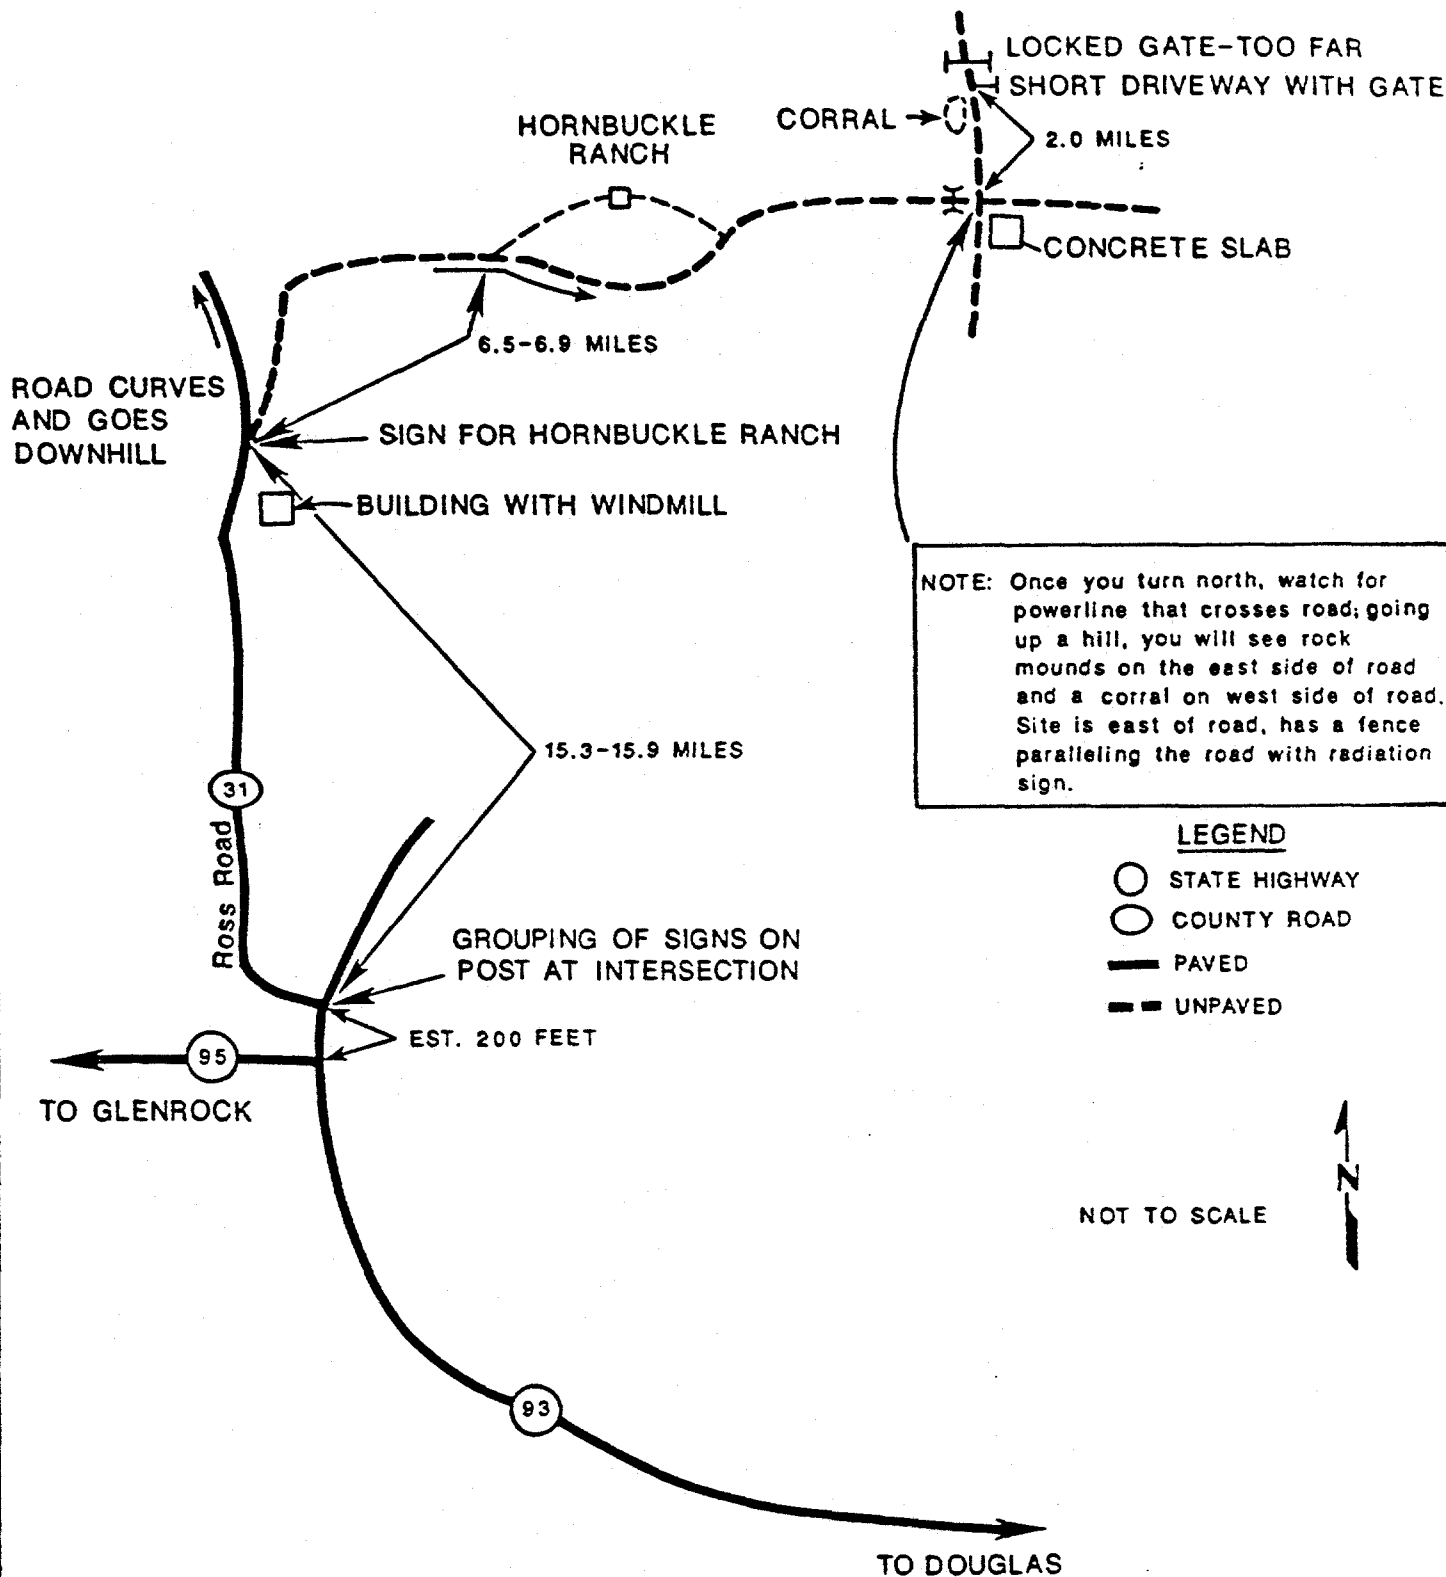 LOCKED GATE-TOO FAR
SHORT DRIVEWAY WITH GATE
CORRAL
HORNBUCKLE
RANCH
2.0 MILES
CONCRETE SLAB
6.5-6.9 MILES
ROAD CURVES
AND GOES
DOWNHILL
SIGN FOR HORNBUCKLE RANCH
BUILDING WITH WINDMILL
NOTE: Once you turn north, watch for
powerline that crosses road; going
up a hill, you will see rock
mounds on the east side of road
and a corral on west side of road.
Site is east of road, has a fence
paralleling the road with radiation
sign.
15.3-15.9 MILES
31
Ross Road
LEGEND
STATE HIGHWAY
COUNTY ROAD
PAVED
UNPAVED
GROUPING OF SIGNS ON
POST AT INTERSECTION
EST. 200 FEET
95
TO GLENROCK
N
NOT TO SCALE
93
TO DOUGLAS